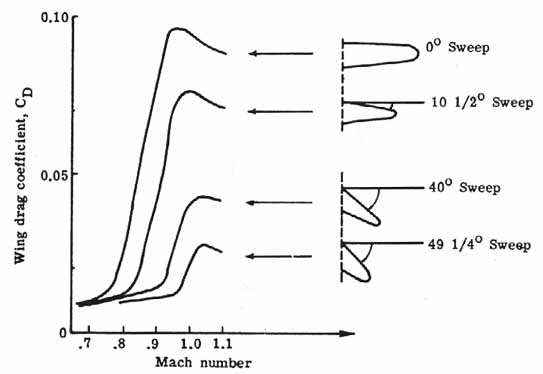 0.10
0° Sweep
10 1/2° Sweep
Wing drag coefficient, CD
0.05
40° Sweep
49 1/4° Sweep
0
.7 .8 .9 1.0 1.1
Mach number